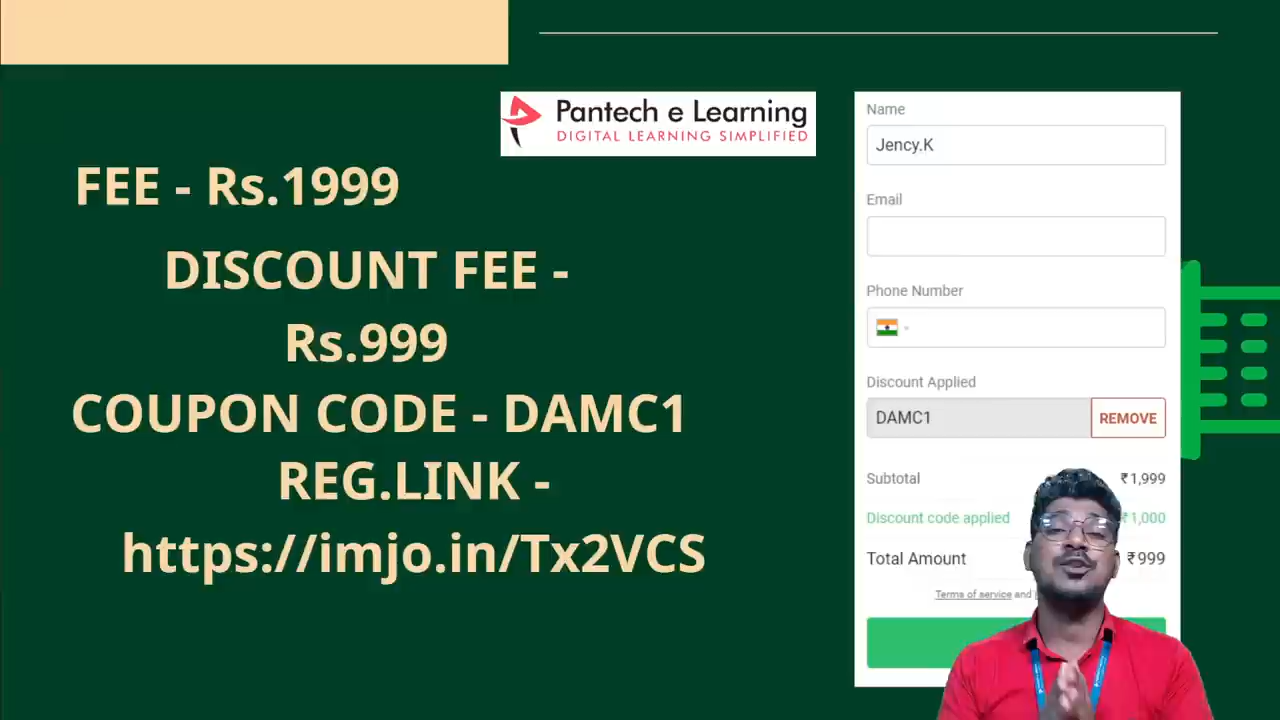 Pantech e Learning
DIGITAL LEARNING SIMPLIFIED
FEE - Rs.1999
DISCOUNT FEE -
Rs.999
COUPON CODE - DAMC1
REG.LINK -
https://imjo.in/Tx2VCS
Name
Jency.K
Email
Phone Number
Discount Applied
DAMC1 REMOVE
Subtotal ₹1,999
Discount code applied ₹1,000
Total Amount ₹999
Terms of service and